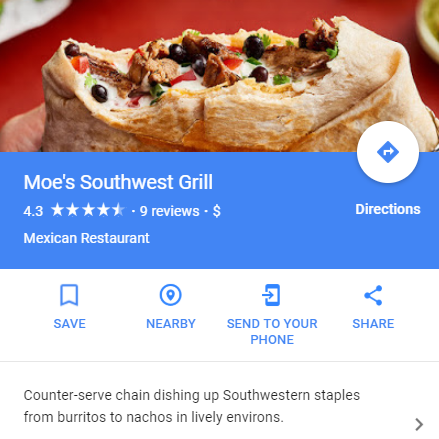 Moe's Southwest Grill
4.3 ★★★★★ · 9 reviews · $
Directions
Mexican Restaurant
SAVE
NEARBY
SEND TO YOUR
PHONE
SHARE
Counter-serve chain dishing up Southwestern staples
from burritos to nachos in lively environs.